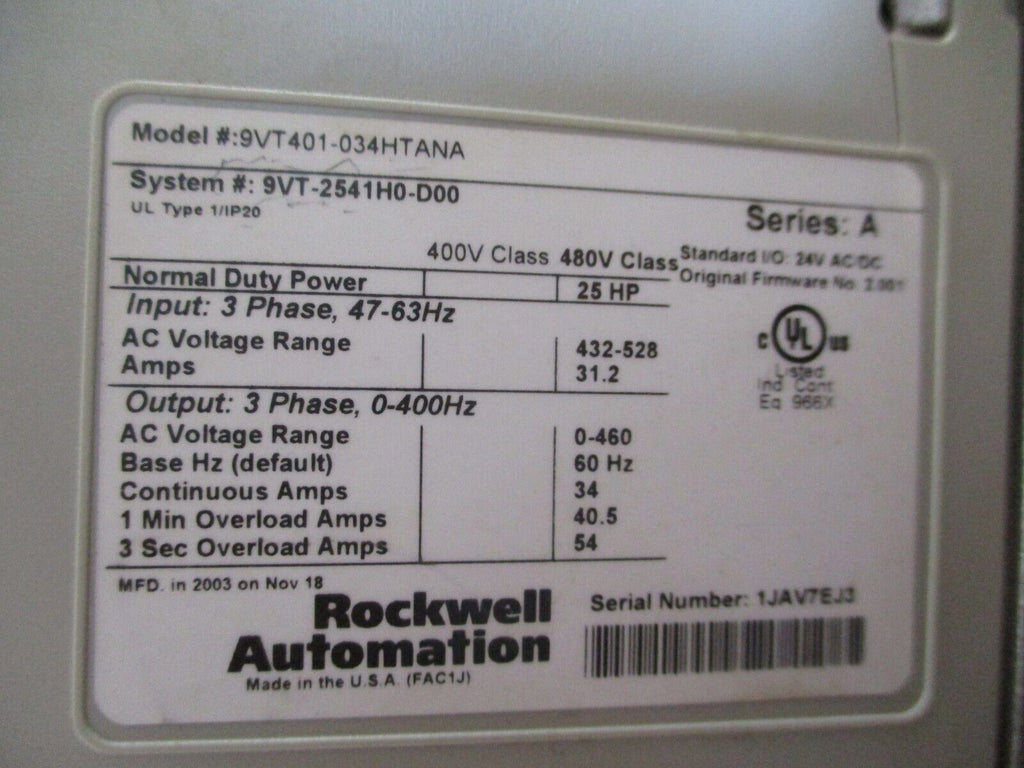 Model #:9VT401-034HTANA
System #: 9VT-2541H0-D00
UL Type 1/IP20
Series: A
400V Class 480V Class
Standard I/O: 24V AC/DC
Original Firmware No. 2.001
Normal Duty Power 25 HP
Input: 3 Phase, 47-63Hz
AC Voltage Range 432-528
Amps 31.2
C UL US
Listed
Ind Cont
Eq 966X
Output: 3 Phase, 0-400Hz
AC Voltage Range 0-460
Base Hz (default) 60 Hz
Continuous Amps 34
1 Min Overload Amps 40.5
3 Sec Overload Amps 54
MFD. in 2003 on Nov 18
Rockwell
Automation
Made in the U.S.A. (FAC1J)
Serial Number: 1JAV7EJ3